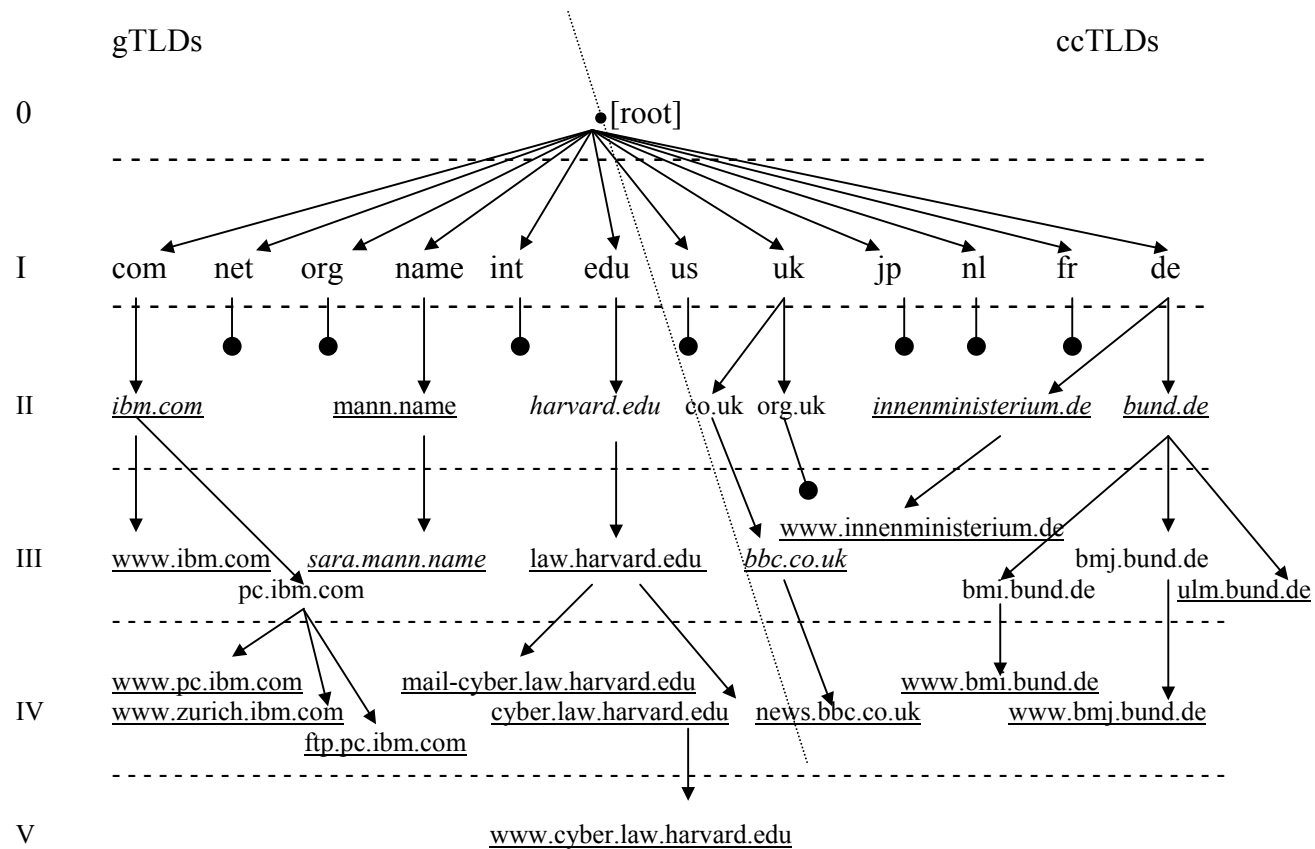 gTLDs ccTLDs
0 [root]
I com net org name int edu us uk jp nl fr de
II ibm.com mann.name harvard.edu co.uk org.uk innenministerium.de bund.de
www.innenministerium.de
III www.ibm.com sara.mann.name law.harvard.edu bbc.co.uk bmj.bund.de
pc.ibm.com bmi.bund.de ulm.bund.de
www.pc.ibm.com mail-cyber.law.harvard.edu www.bmi.bund.de
IV www.zurich.ibm.com cyber.law.harvard.edu news.bbc.co.uk www.bmj.bund.de
ftp.pc.ibm.com
V www.cyber.law.harvard.edu